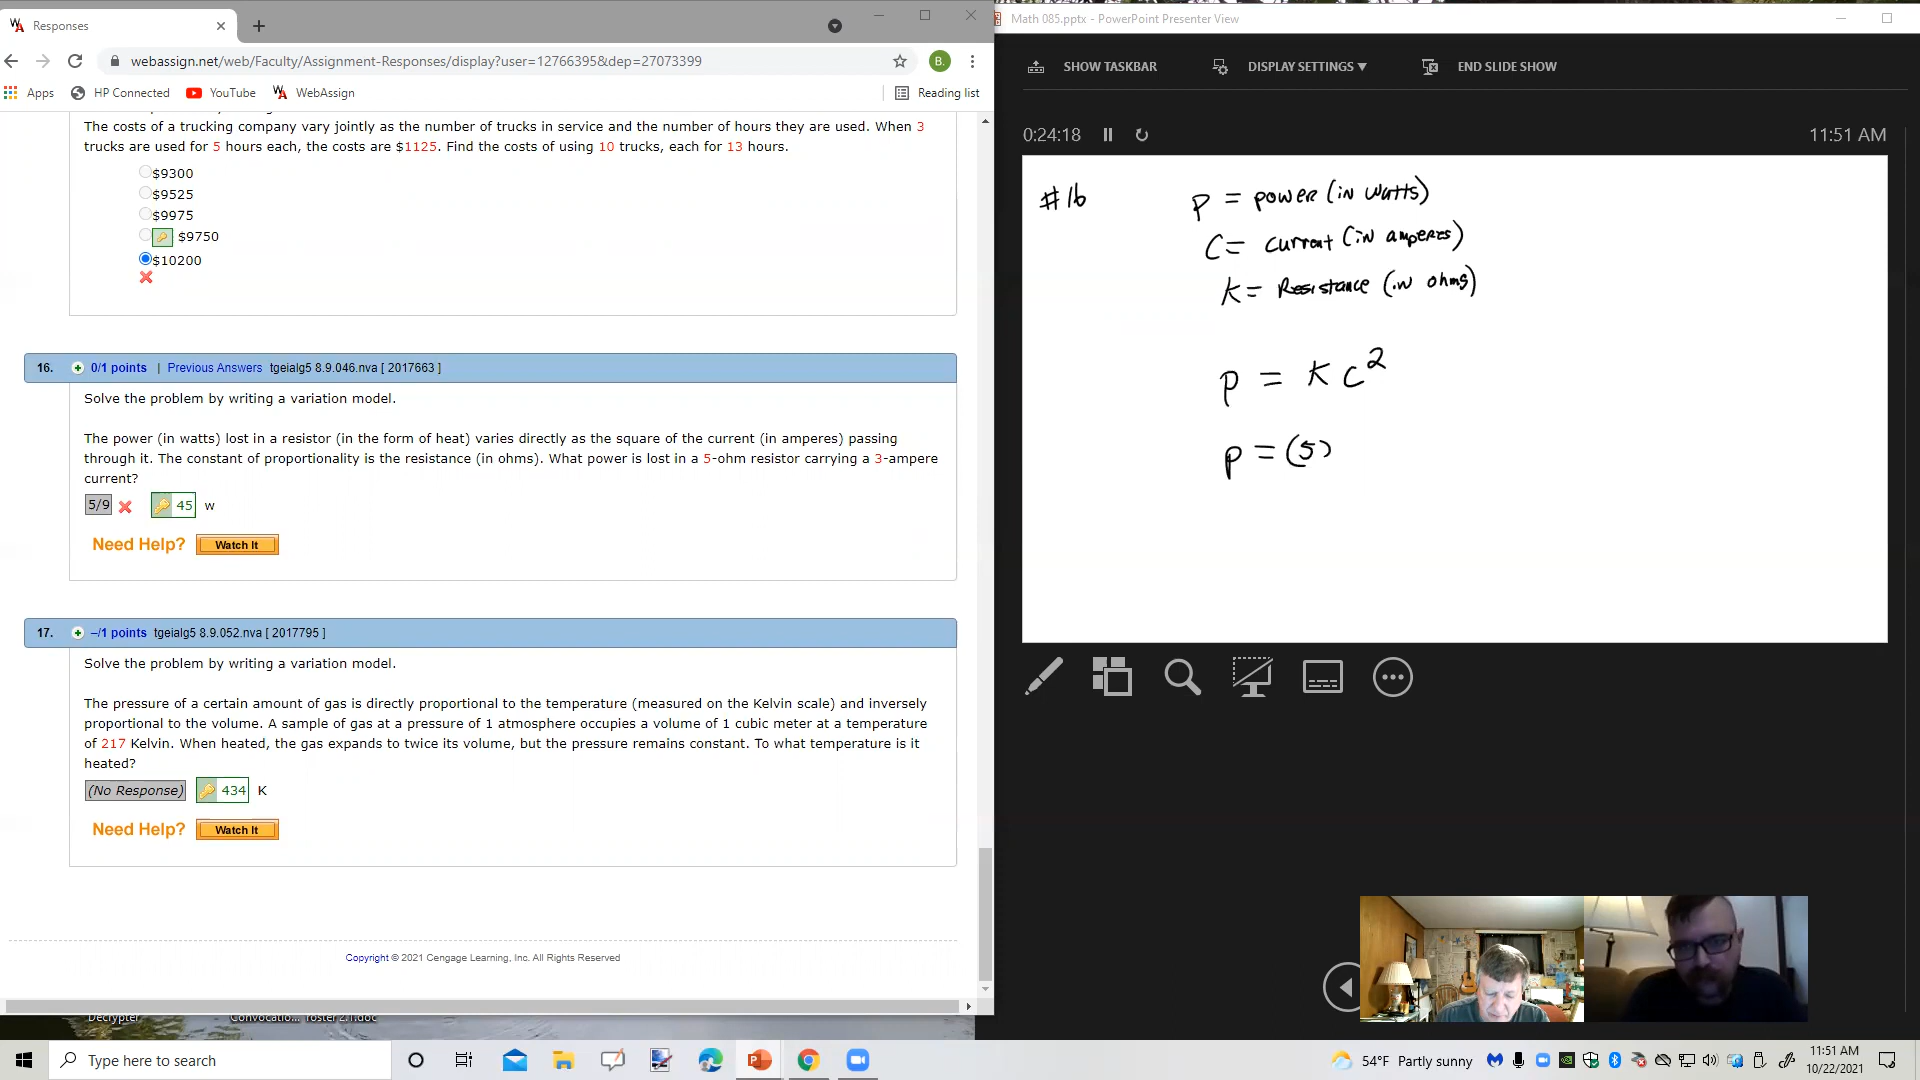 Responses
webassign.net/web/Faculty/Assignment-Responses/display?user=12766395&dep=27073399
B.
Apps HP Connected YouTube WebAssign Reading list
The costs of a trucking company vary jointly as the number of trucks in service and the number of hours they are used. When 3
trucks are used for 5 hours each, the costs are $1125. Find the costs of using 10 trucks, each for 13 hours.
$9300
$9525
$9975
$9750
$10200
16. 0/1 points | Previous Answers tgeialg5 8.9.046.nva [ 2017663 ]
Solve the problem by writing a variation model.
The power (in watts) lost in a resistor (in the form of heat) varies directly as the square of the current (in amperes) passing
through it. The constant of proportionality is the resistance (in ohms). What power is lost in a 5-ohm resistor carrying a 3-ampere
current?
5/9 45 w
Need Help? Watch It
17. –/1 points tgeialg5 8.9.052.nva [ 2017795 ]
Solve the problem by writing a variation model.
The pressure of a certain amount of gas is directly proportional to the temperature (measured on the Kelvin scale) and inversely
proportional to the volume. A sample of gas at a pressure of 1 atmosphere occupies a volume of 1 cubic meter at a temperature
of 217 Kelvin. When heated, the gas expands to twice its volume, but the pressure remains constant. To what temperature is it
heated?
(No Response) 434 K
Need Help? Watch It
Copyright © 2021 Cengage Learning, Inc. All Rights Reserved
Math 085.pptx - PowerPoint Presenter View
SHOW TASKBAR DISPLAY SETTINGS ▼ END SLIDE SHOW
0:24:18 11:51 AM
#16
P = power (in watts)
C = current (in amperes)
K = Resistance (in ohms)
P = K C²
P = (5)
Decrypter Convocatio...
Type here to search
54°F Partly sunny
11:51 AM
10/22/2021